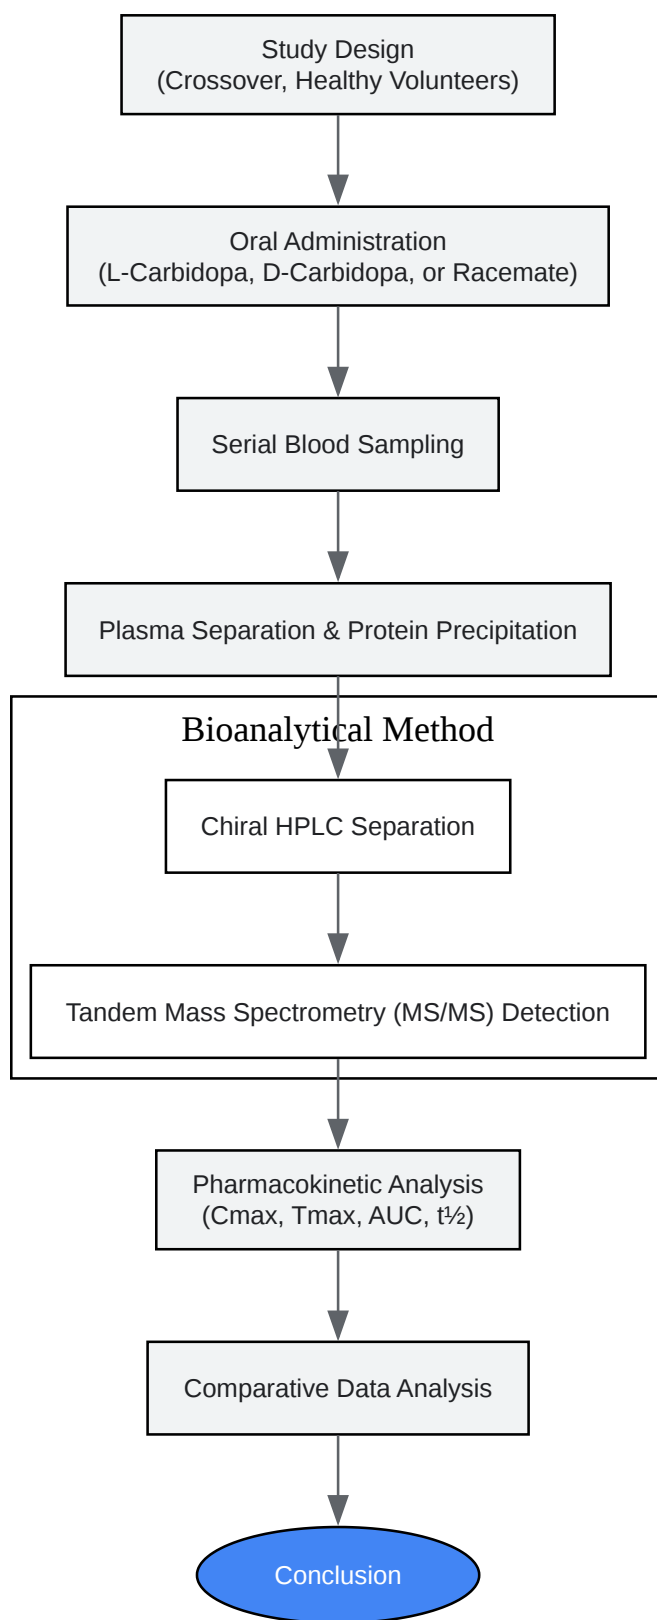 Study Design
(Crossover, Healthy Volunteers)
Oral Administration
(L-Carbidopa, D-Carbidopa, or Racemate)
Serial Blood Sampling
Plasma Separation & Protein Precipitation
Bioanalytical Method
Chiral HPLC Separation
Tandem Mass Spectrometry (MS/MS) Detection
Pharmacokinetic Analysis
(Cmax, Tmax, AUC, t½)
Comparative Data Analysis
Conclusion